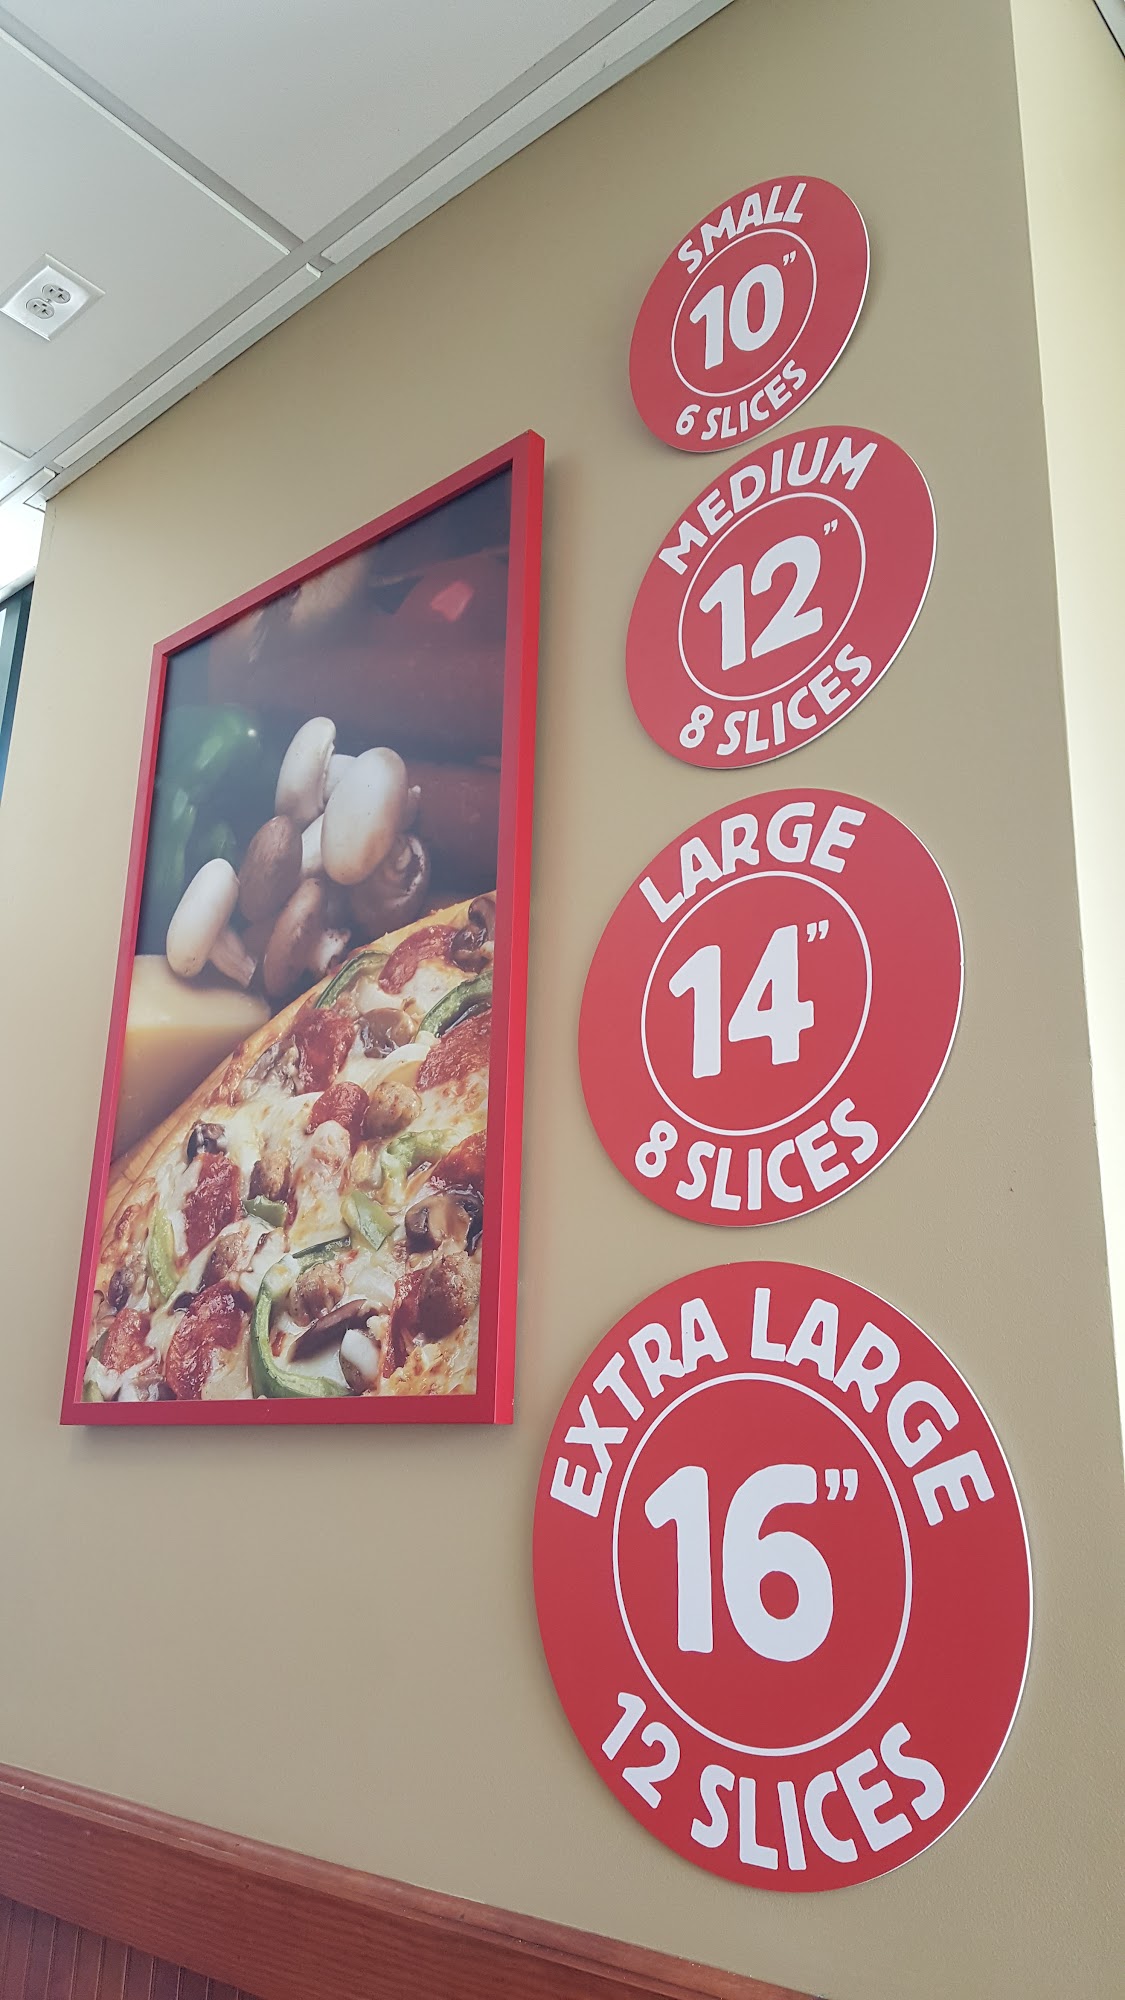 SMALL
10”
6 SLICES
MEDIUM
12”
8 SLICES
LARGE
14”
8 SLICES
EXTRA LARGE
16”
12 SLICES